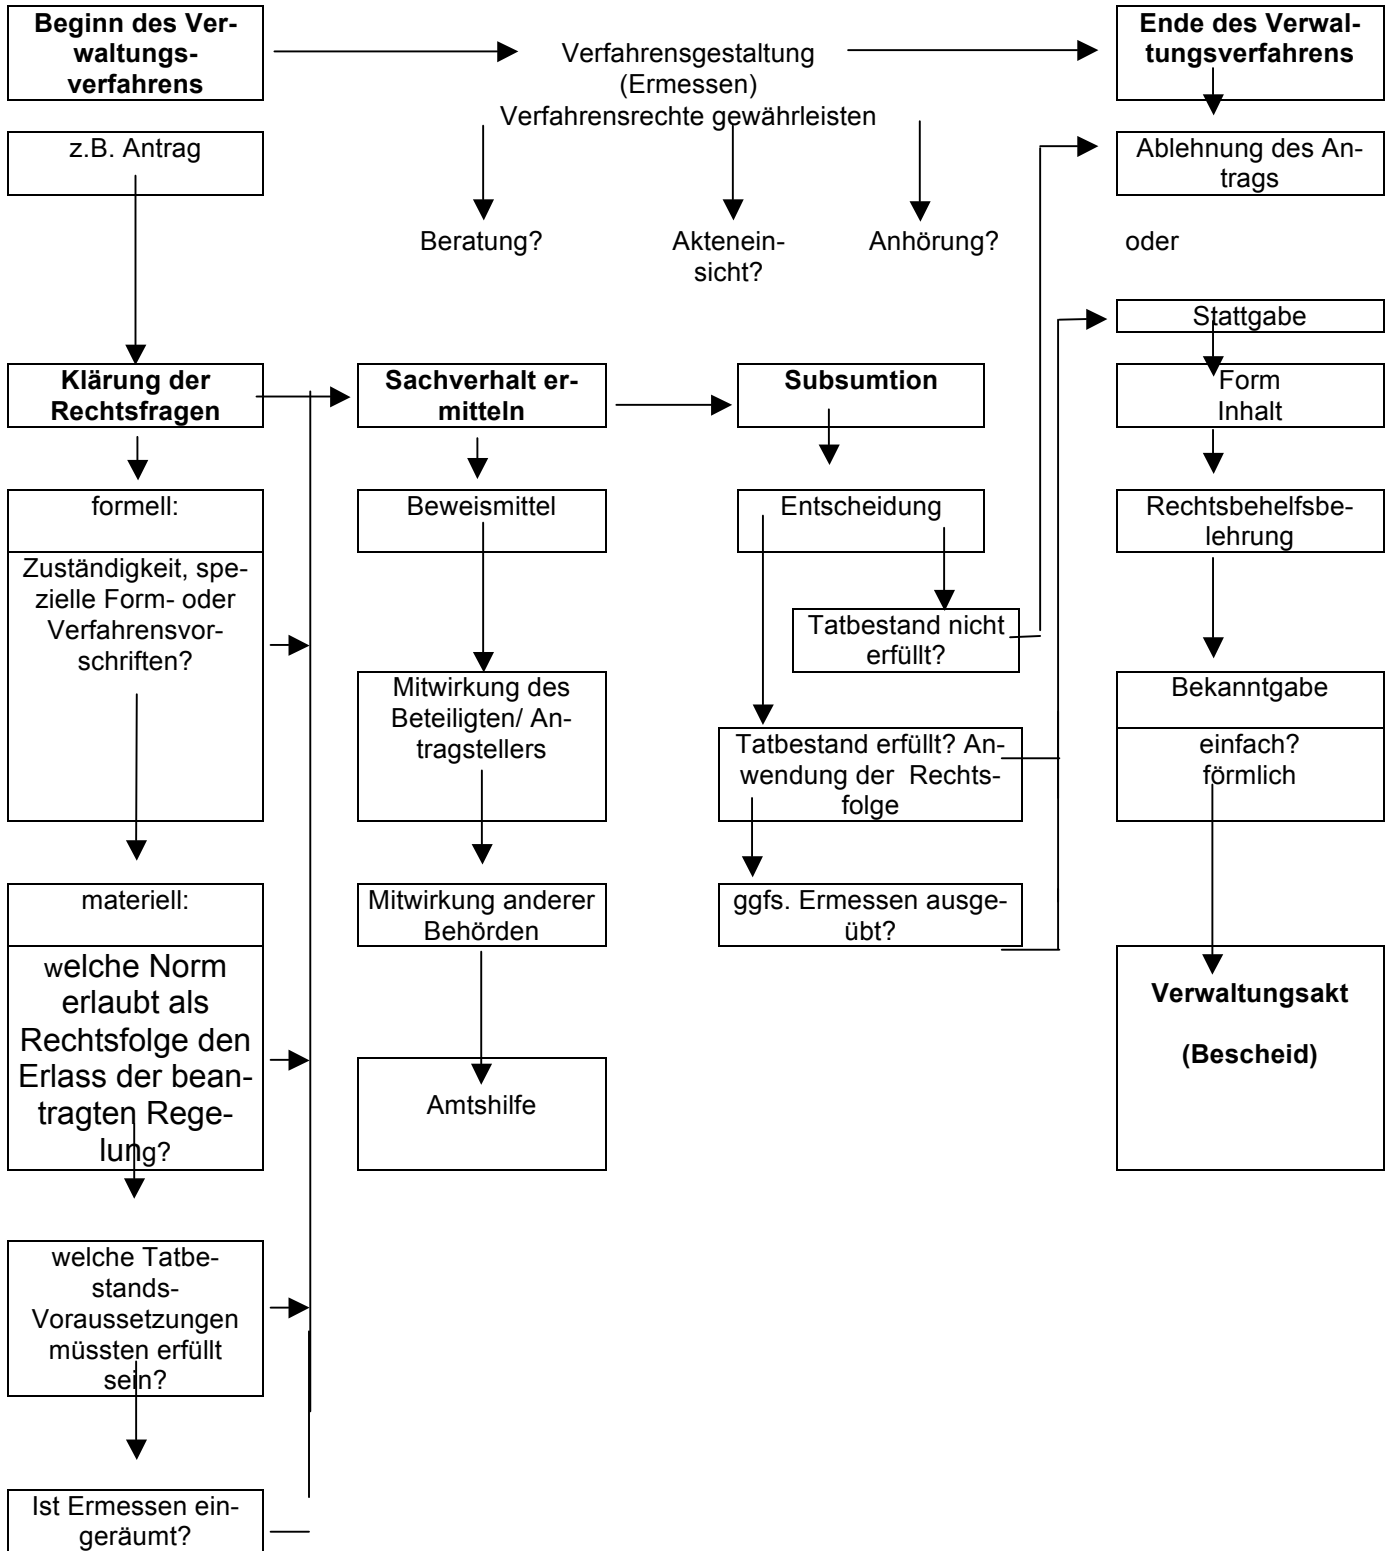 Beginn des Ver-
waltungs-
verfahrens
Verfahrensgestaltung
(Ermessen)
Verfahrensrechte gewährleisten
Ende des Verwal-
tungsverfahrens
z.B. Antrag
Ablehnung des An-
trags
Beratung?
Aktenein-
sicht?
Anhörung?
oder
Stattgabe
Klärung der
Rechtsfragen
Sachverhalt er-
mitteln
Subsumtion
Form
Inhalt
formell:
Beweismittel
Entscheidung
Rechtsbehelfsbe-
lehrung
Zuständigkeit, spe-
zielle Form- oder
Verfahrensvor-
schriften?
Tatbestand nicht
erfüllt?
Mitwirkung des
Beteiligten/ An-
tragstellers
Bekanntgabe
Tatbestand erfüllt? An-
wendung der Rechts-
folge
einfach?
förmlich
materiell:
Mitwirkung anderer
Behörden
ggfs. Ermessen ausge-
übt?
welche Norm
erlaubt als
Rechtsfolge den
Erlass der bean-
tragten Rege-
lung?
Verwaltungsakt
(Bescheid)
Amtshilfe
welche Tatbe-
stands-
Voraussetzungen
müssten erfüllt
sein?
Ist Ermessen ein-
geräumt?